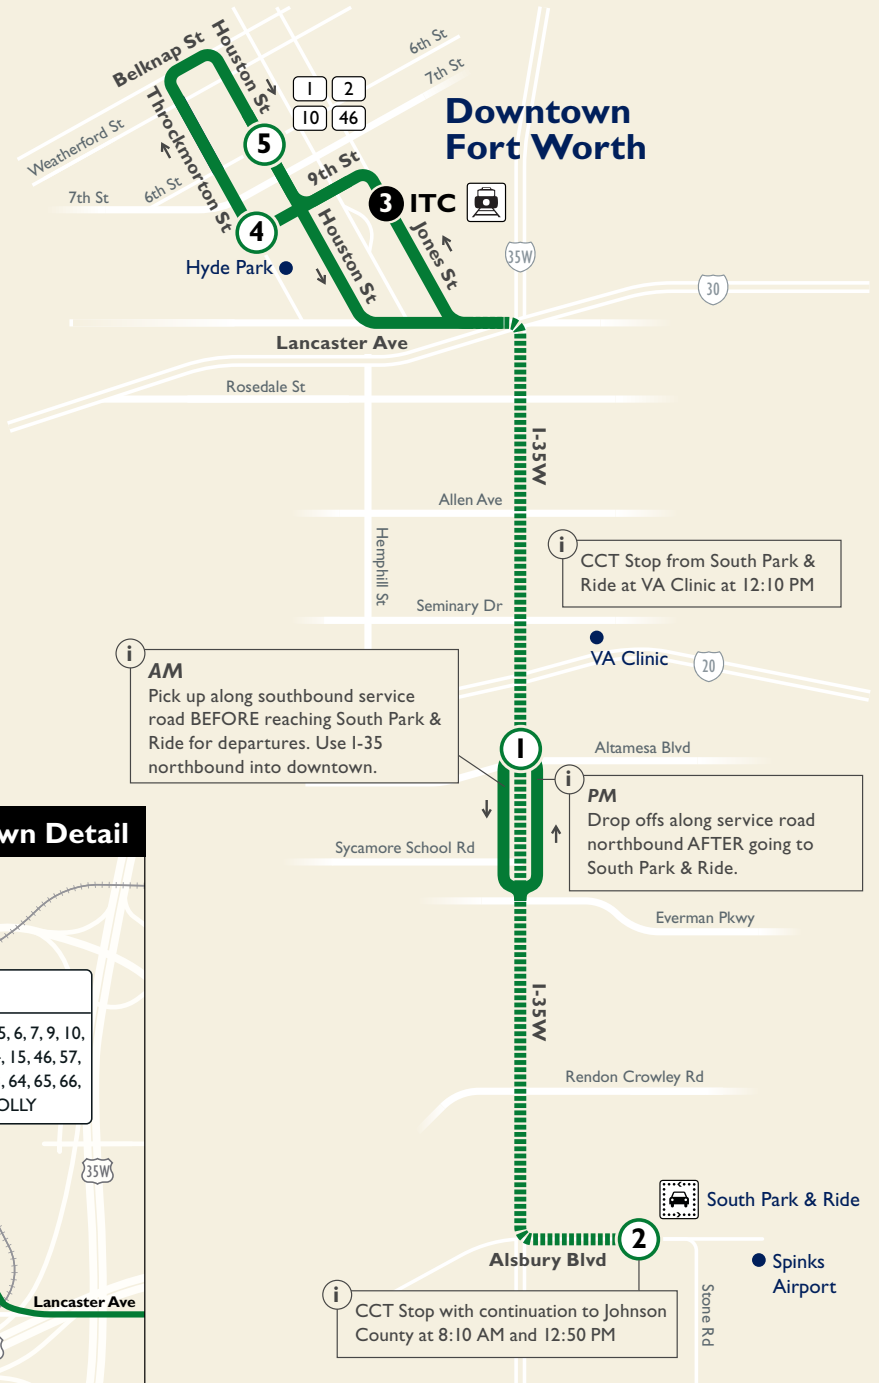 Belknap St
Houston St
6th St
7th St
1
2
10
46
Downtown
Fort Worth
Weatherford St
Throckmorton St
5
9th St
7th St
6th St
3
ITC
4
Houston St
Jones St
Hyde Park
35W
30
Lancaster Ave
Rosedale St
I-35W
Allen Ave
Hemphill St
i
CCT Stop from South Park &
Ride at VA Clinic at 12:10 PM
Seminary Dr
VA Clinic
20
i
AM
Pick up along southbound service
road BEFORE reaching South Park &
Ride for departures. Use I-35
northbound into downtown.
1
Altamesa Blvd
i
PM
Drop offs along service road
northbound AFTER going to
South Park & Ride.
Sycamore School Rd
wn Detail
Everman Pkwy
I-35W
5, 6, 7, 9, 10,
, 15, 46, 57,
, 64, 65, 66,
OLLY
Rendon Crowley Rd
35W
South Park & Ride
2
Alsbury Blvd
Spinks
Airport
Stone Rd
i
CCT Stop with continuation to Johnson
County at 8:10 AM and 12:50 PM
Lancaster Ave